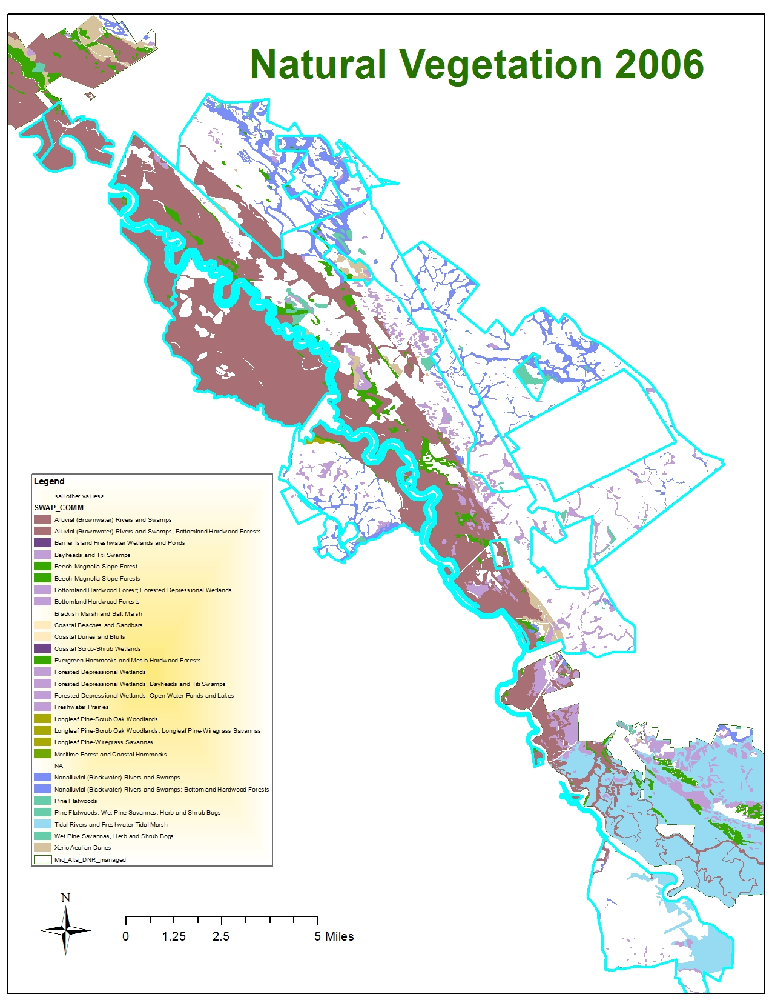 Natural Vegetation 2006
Legend
<all other values>
SWAP_COMM
Alluvial (Brownwater) Rivers and Swamps
Alluvial (Brownwater) Rivers and Swamps; Bottomland Hardwood Forests
Barrier Island Freshwater Wetlands and Ponds
Bayheads and Titi Swamps
Beech-Magnolia Slope Forest
Beech-Magnolia Slope Forests
Bottomland Hardwood Forest; Forested Depressional Wetlands
Bottomland Hardwood Forests
Brackish Marsh and Salt Marsh
Coastal Beaches and Sandbars
Coastal Dunes and Bluffs
Coastal Scrub-Shrub Wetlands
Evergreen Hammocks and Mesic Hardwood Forests
Forested Depressional Wetlands
Forested Depressional Wetlands; Bayheads and Titi Swamps
Forested Depressional Wetlands; Open-Water Ponds and Lakes
Freshwater Prairies
Longleaf Pine-Scrub Oak Woodlands
Longleaf Pine-Scrub Oak Woodlands; Longleaf Pine-Wiregrass Savannas
Longleaf Pine-Wiregrass Savannas
Maritime Forest and Coastal Hammocks
NA
Nonalluvial (Blackwater) Rivers and Swamps
Nonalluvial (Blackwater) Rivers and Swamps; Bottomland Hardwood Forests
Pine Flatwoods
Pine Flatwoods; Wet Pine Savannas, Herb and Shrub Bogs
Tidal Rivers and Freshwater Tidal Marsh
Wet Pine Savannas, Herb and Shrub Bogs
Xeric Aeolian Dunes
Mid_Alta_DNR_managed
N
0 1.25 2.5 5 Miles